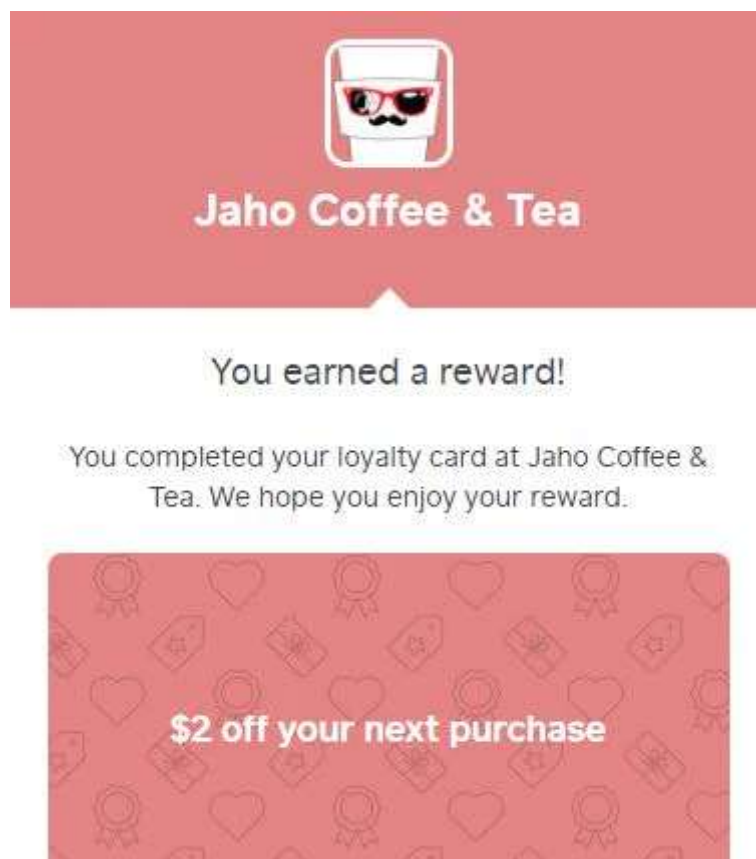 Jaho Coffee & Tea
You earned a reward!
You completed your loyalty card at Jaho Coffee &
Tea. We hope you enjoy your reward.
$2 off your next purchase